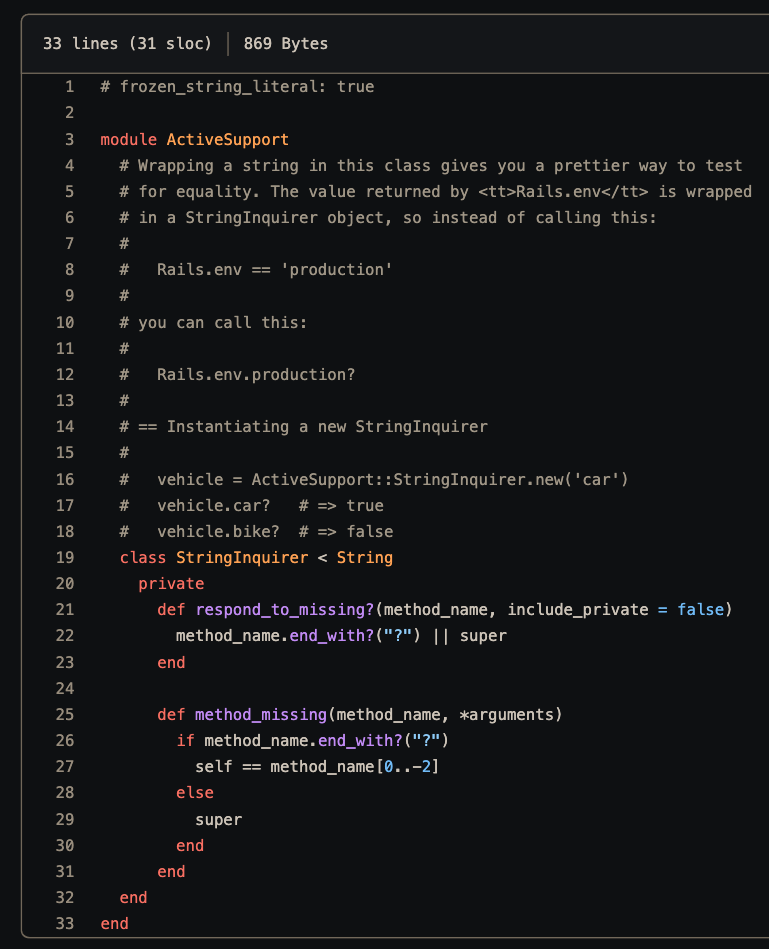 33 lines (31 sloc) | 869 Bytes
1 # frozen_string_literal: true
2
3 module ActiveSupport
4   # Wrapping a string in this class gives you a prettier way to test
5   # for equality. The value returned by <tt>Rails.env</tt> is wrapped
6   # in a StringInquirer object, so instead of calling this:
7   #
8   #   Rails.env == 'production'
9   #
10   # you can call this:
11   #
12   #   Rails.env.production?
13   #
14   # == Instantiating a new StringInquirer
15   #
16   #   vehicle = ActiveSupport::StringInquirer.new('car')
17   #   vehicle.car?   # => true
18   #   vehicle.bike?  # => false
19   class StringInquirer < String
20     private
21       def respond_to_missing?(method_name, include_private = false)
22         method_name.end_with?("?") || super
23       end
24
25       def method_missing(method_name, *arguments)
26         if method_name.end_with?("?")
27           self == method_name[0..-2]
28         else
29           super
30         end
31       end
32   end
33 end